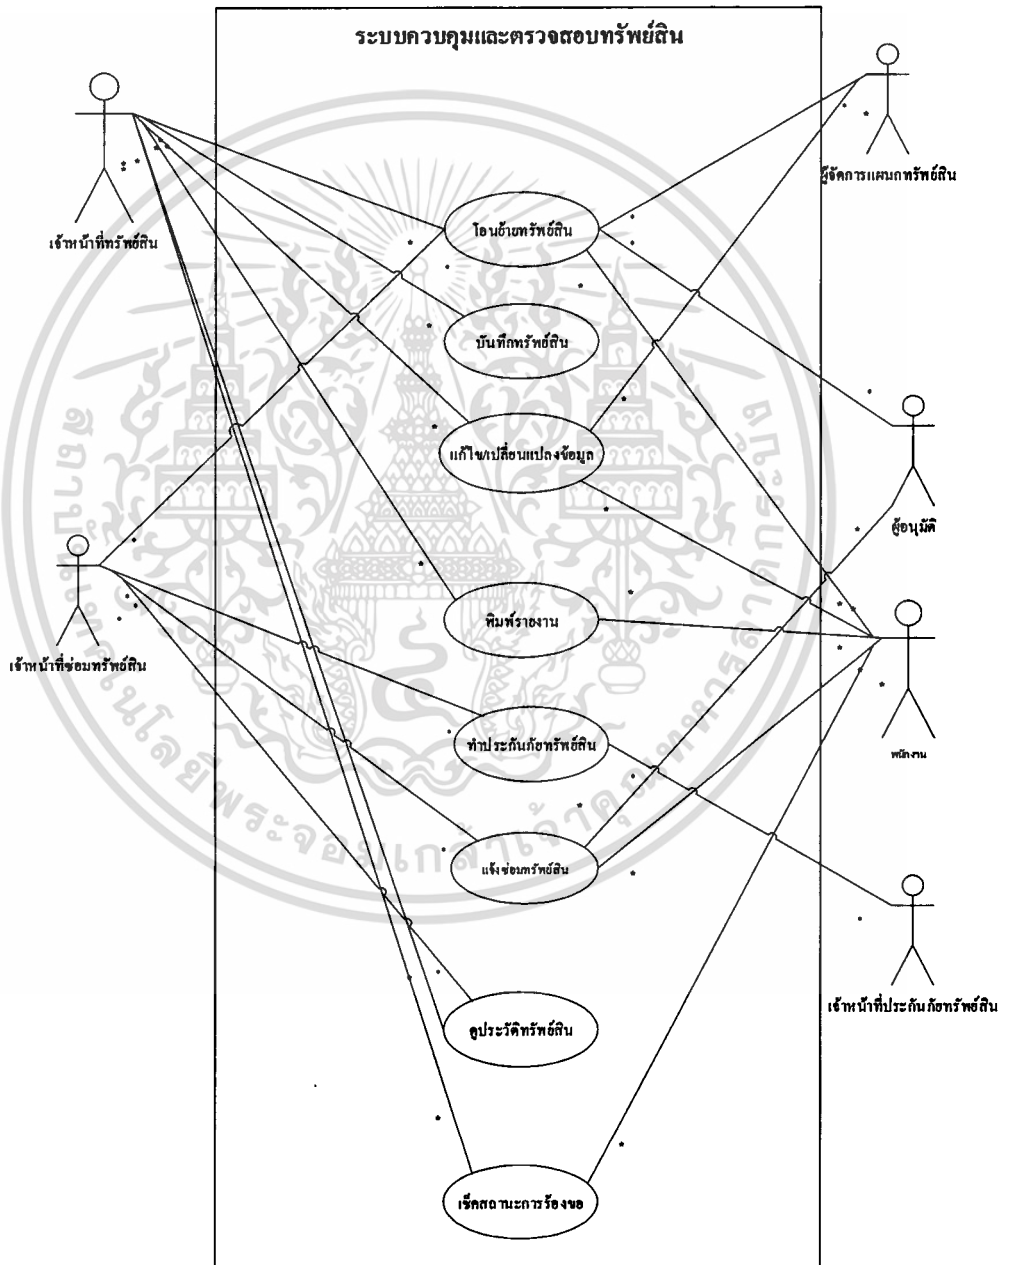 ระบบควบคุมและตรวจสอบทรัพย์สิน
ผู้จัดการแผนกทรัพย์สิน
เจ้าหน้าที่ทรัพย์สิน
โอนย้ายทรัพย์สิน
บันทึกทรัพย์สิน
แก้ไข/เปลี่ยนแปลงข้อมูล
ผู้อนุมัติ
พิมพ์รายงาน
เจ้าหน้าที่ซ่อมทรัพย์สิน
ทำประกันภัยทรัพย์สิน
พนักงาน
แจ้งซ่อมทรัพย์สิน
เจ้าหน้าที่ประกันภัยทรัพย์สิน
ดูประวัติทรัพย์สิน
เช็คสถานะการร้องขอ